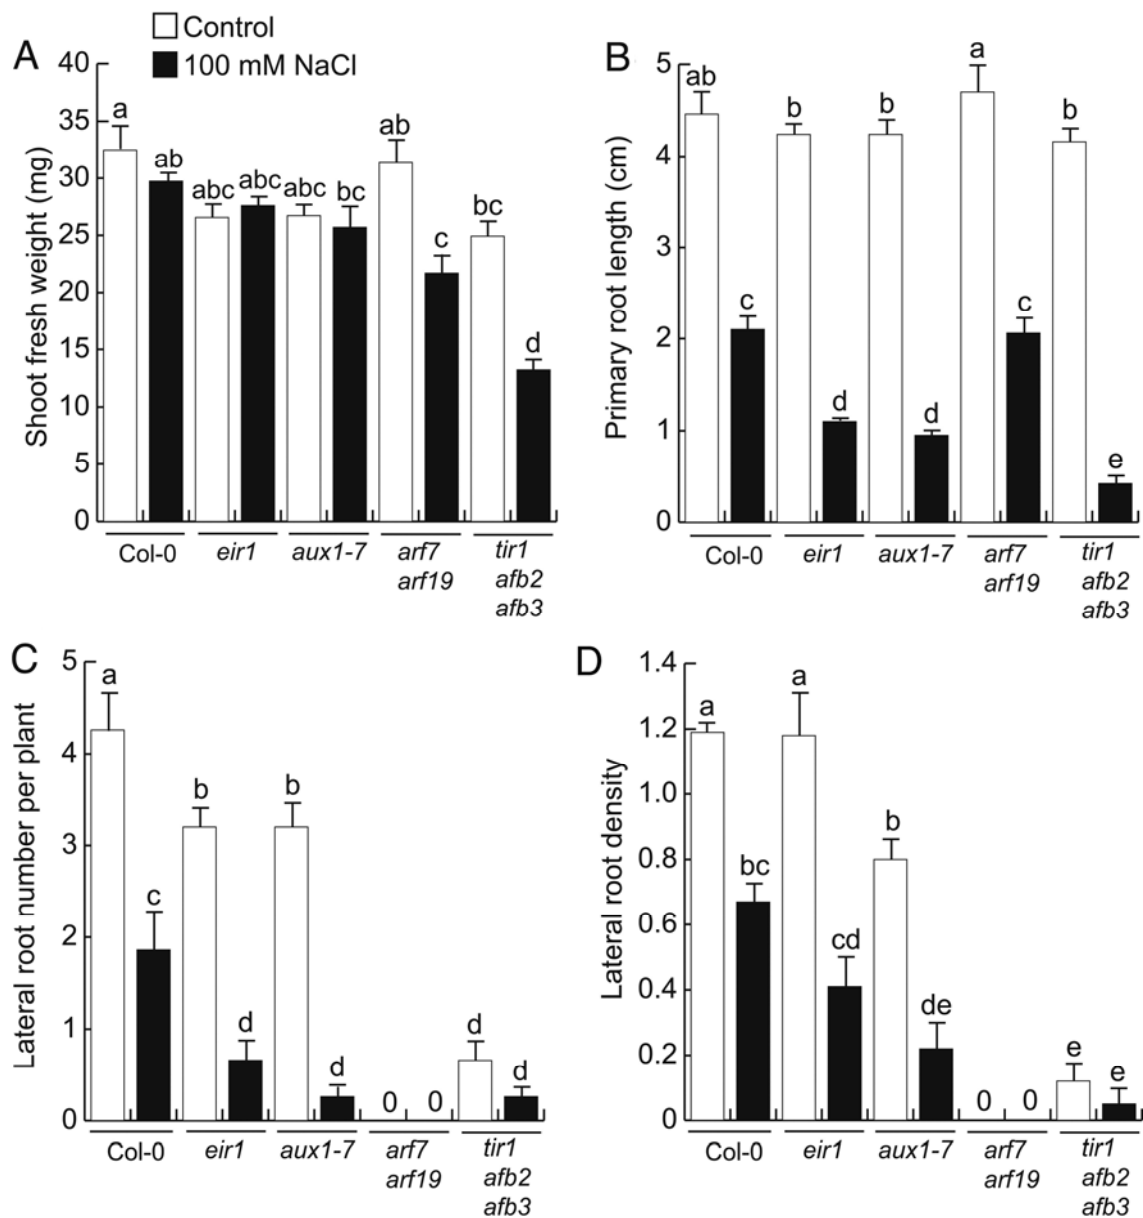 Control
100 mM NaCl
A
Shoot fresh weight (mg)
40
35
30
25
20
15
10
5
0
a
ab
abc
abc
abc
bc
ab
c
bc
d
Col-0
eir1
aux1-7
arf7
arf19
tir1
afb2
afb3
B
Primary root length (cm)
5
4
3
2
1
0
ab
c
b
d
b
d
a
c
b
e
Col-0
eir1
aux1-7
arf7
arf19
tir1
afb2
afb3
C
Lateral root number per plant
5
4
3
2
1
0
a
c
b
d
b
d
0
0
d
d
Col-0
eir1
aux1-7
arf7
arf19
tir1
afb2
afb3
D
Lateral root density
1.4
1.2
1.0
0.8
0.6
0.4
0.2
0
a
bc
a
cd
b
de
0
0
e
e
Col-0
eir1
aux1-7
arf7
arf19
tir1
afb2
afb3